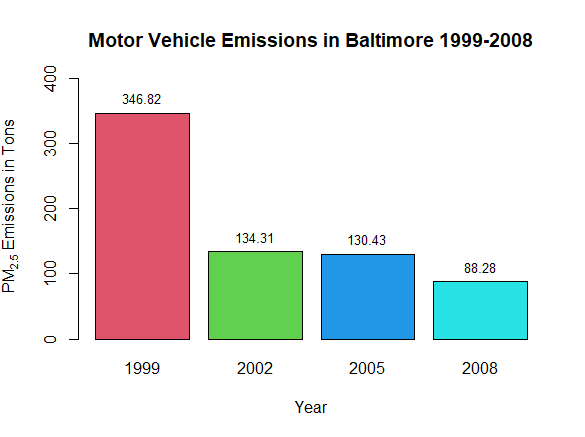 Motor Vehicle Emissions in Baltimore 1999-2008
PM2.5 Emissions in Tons
400
300
200
100
0
346.82
134.31
130.43
88.28
1999 2002 2005 2008
Year